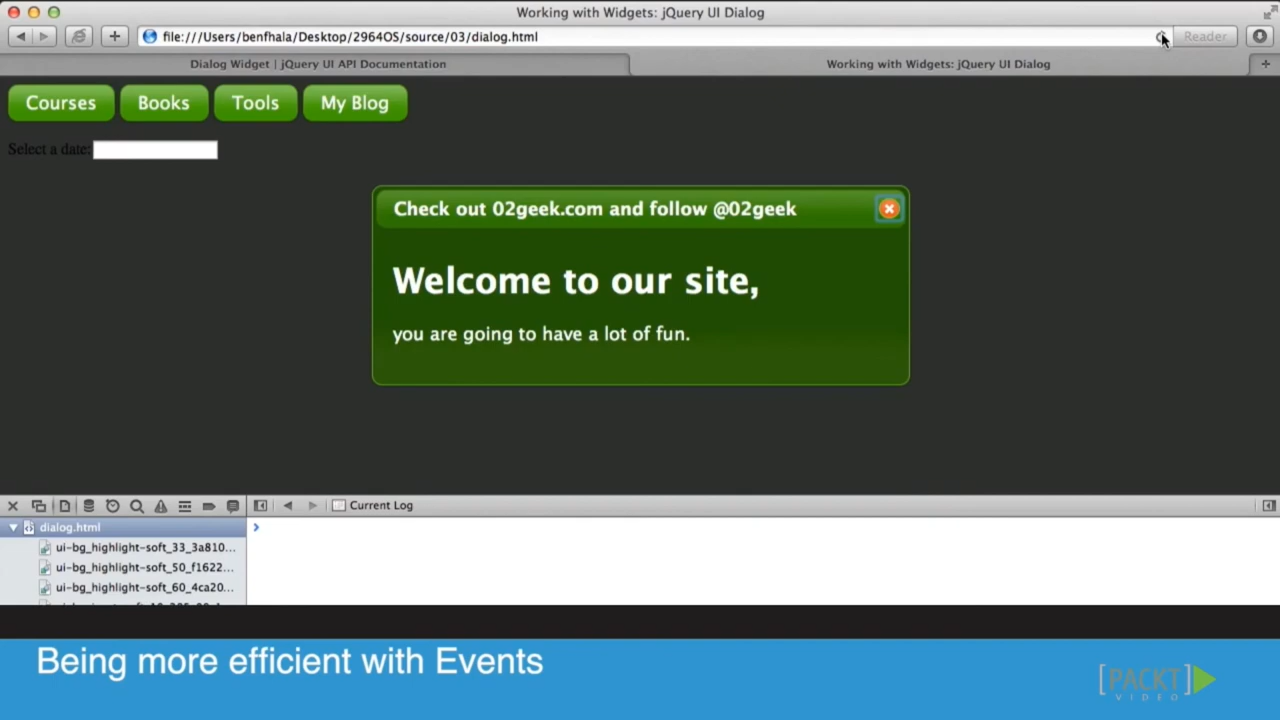 Working with Widgets: jQuery UI Dialog
file:///Users/benfhala/Desktop/2964OS/source/03/dialog.html
Reader
Dialog Widget | jQuery UI API Documentation
Working with Widgets: jQuery UI Dialog
Courses
Books
Tools
My Blog
Select a date:
Check out 02geek.com and follow @02geek
Welcome to our site,
you are going to have a lot of fun.
Current Log
dialog.html
ui-bg_highlight-soft_33_3a810...
ui-bg_highlight-soft_50_f1622...
ui-bg_highlight-soft_60_4ca20...
Being more efficient with Events
[PACKT]
VIDEO